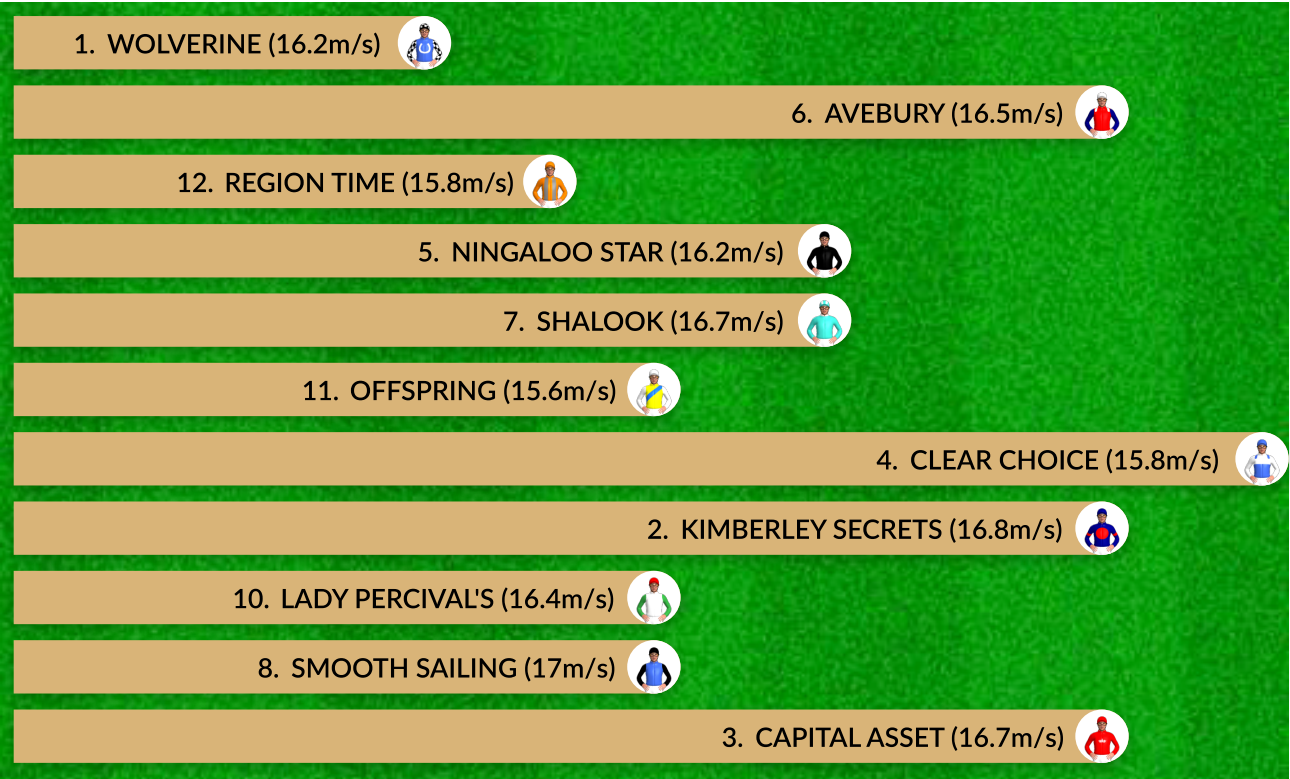 1. WOLVERINE (16.2m/s)
6. AVEBURY (16.5m/s)
12. REGION TIME (15.8m/s)
5. NINGALOO STAR (16.2m/s)
7. SHALOOK (16.7m/s)
11. OFFSPRING (15.6m/s)
4. CLEAR CHOICE (15.8m/s)
2. KIMBERLEY SECRETS (16.8m/s)
10. LADY PERCIVAL'S (16.4m/s)
8. SMOOTH SAILING (17m/s)
3. CAPITAL ASSET (16.7m/s)